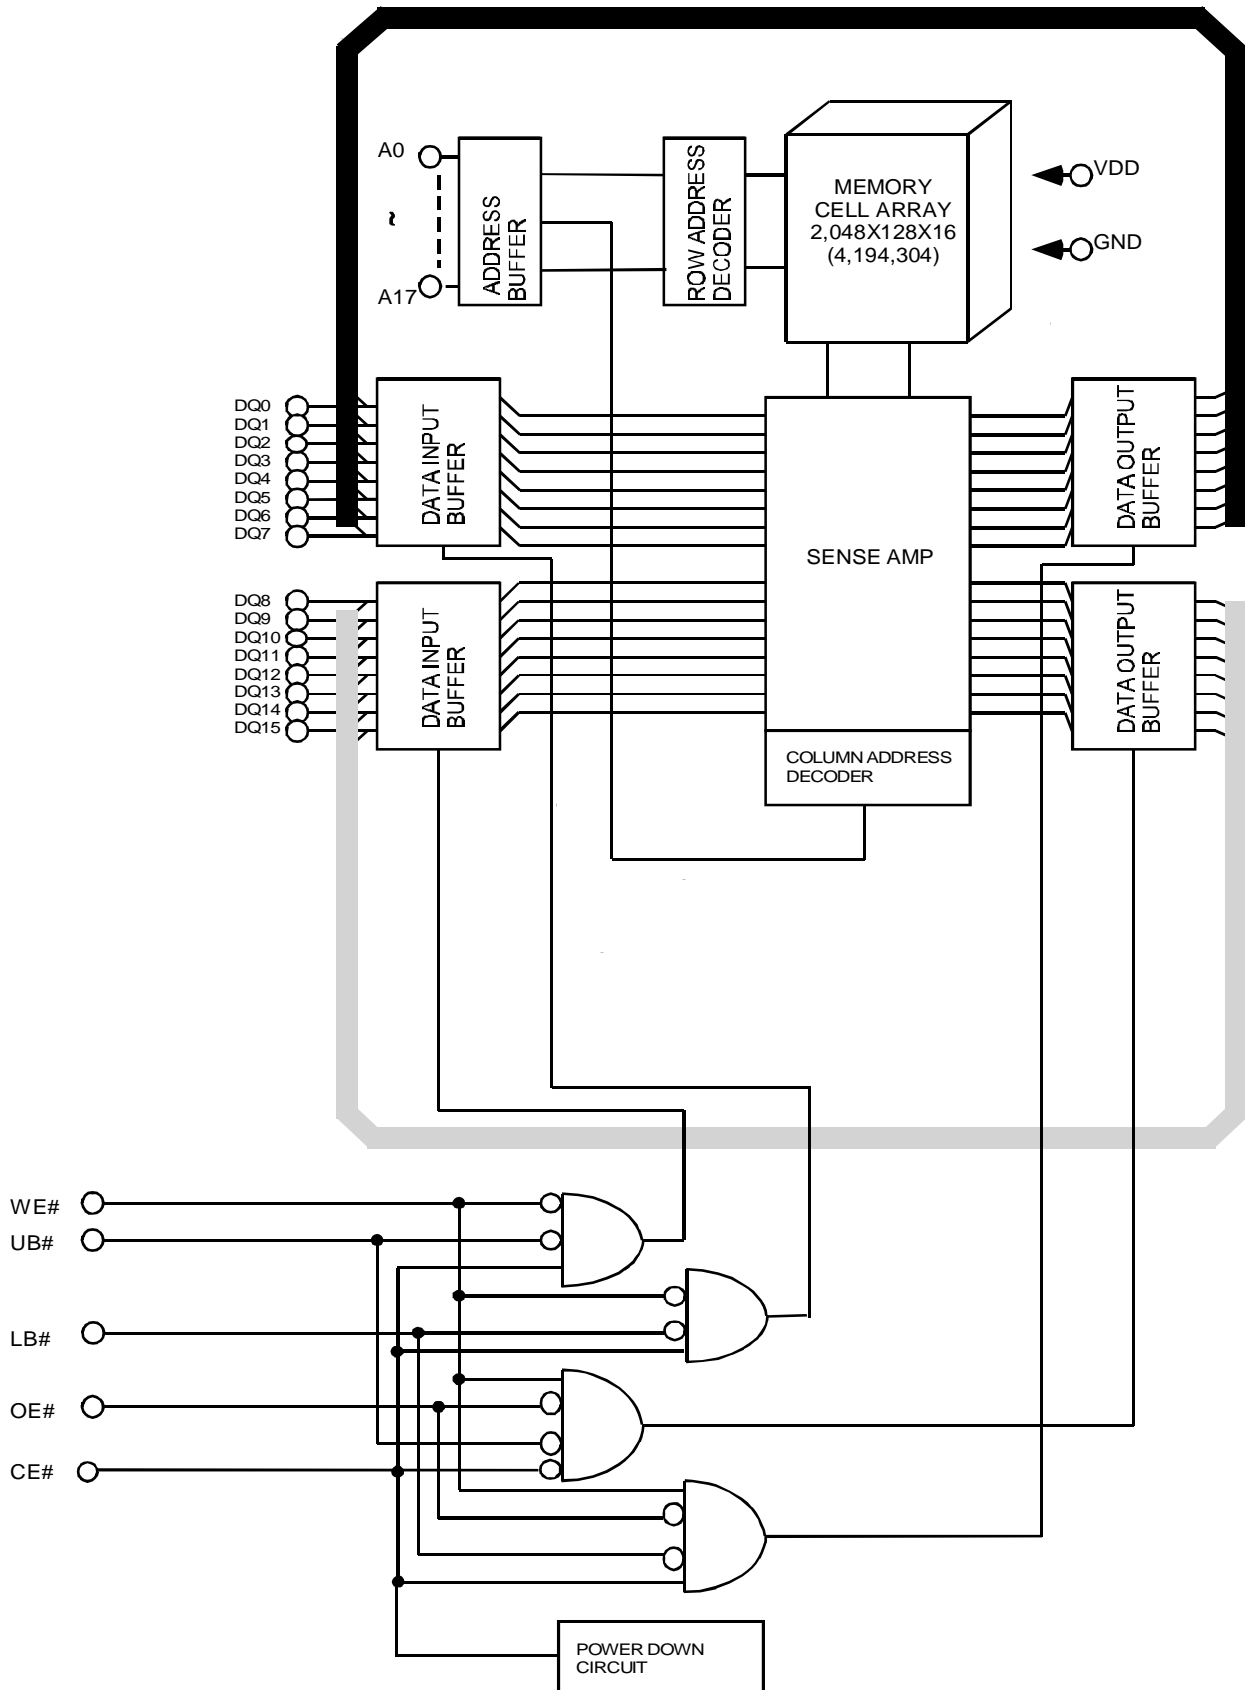 A0
~
A17
ADDRESS
BUFFER
ROW ADDRESS
DECODER
MEMORY
CELL ARRAY
2,048X128X16
(4,194,304)
VDD
GND
DQ0
DQ1
DQ2
DQ3
DQ4
DQ5
DQ6
DQ7
DATA INPUT
BUFFER
SENSE AMP
DATA OUTPUT
BUFFER
DQ8
DQ9
DQ10
DQ11
DQ12
DQ13
DQ14
DQ15
DATA INPUT
BUFFER
COLUMN ADDRESS
DECODER
DATA OUTPUT
BUFFER
WE#
UB#
LB#
OE#
CE#
POWER DOWN
CIRCUIT